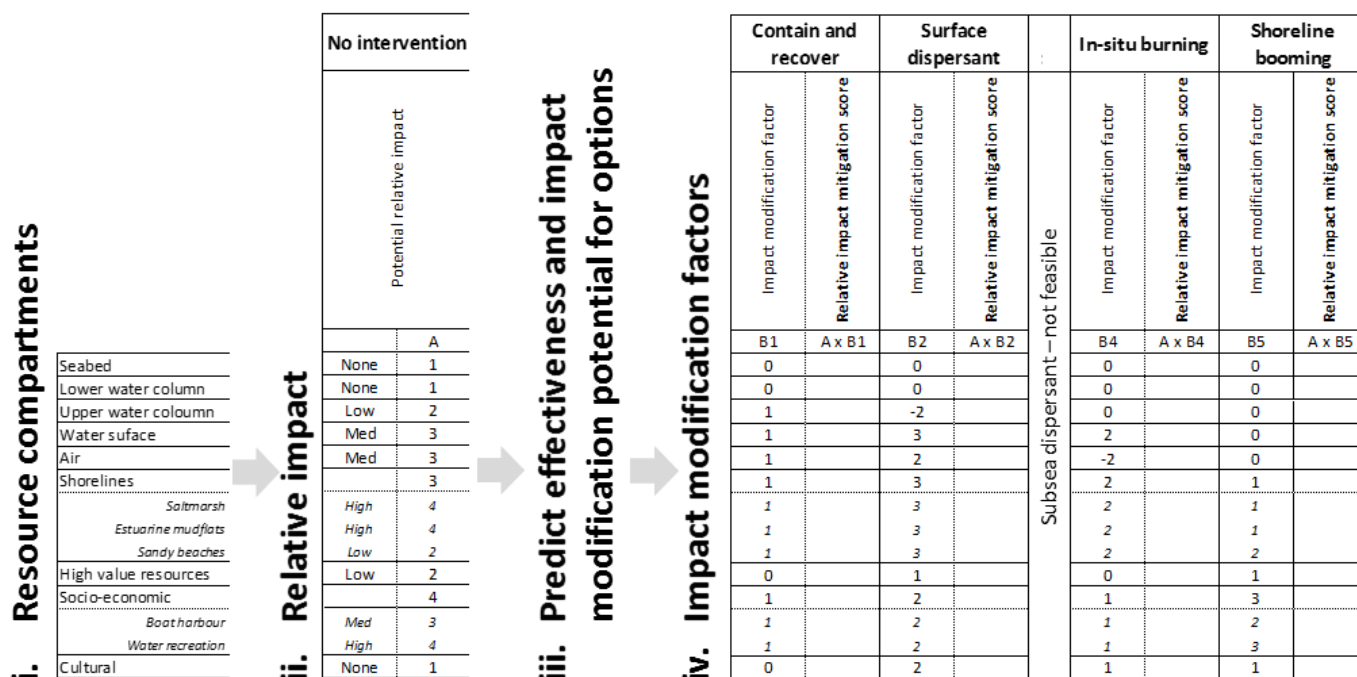 i. Resource compartments
Seabed
Lower water column
Upper water coloumn
Water suface
Air
Shorelines
Saltmarsh
Estuarine mudflats
Sandy beaches
High value resources
Socio-economic
Boat harbour
Water recreation
Cultural
ii. Relative impact
No intervention
Potential relative impact
A
None 1
None 1
Low 2
Med 3
Med 3
3
High 4
High 4
Low 2
Low 2
4
Med 3
High 4
None 1
iii. Predict effectiveness and impact
modification potential for options
iv. Impact modification factors
Contain and recover Surface dispersant : In-situ burning Shoreline booming
Impact modification factor Relative impact mitigation score Impact modification factor Relative impact mitigation score Impact modification factor Relative impact mitigation score Impact modification factor Relative impact mitigation score
Subsea dispersant – not feasible
B1 A x B1 B2 A x B2 B4 A x B4 B5 A x B5
0 0 0 0
0 0 0 0
1 -2 0 0
1 3 2 0
1 2 -2 0
1 3 2 1
1 3 2 1
1 3 2 1
1 3 2 2
0 1 0 1
1 2 1 3
1 2 1 2
1 2 1 3
0 2 1 1